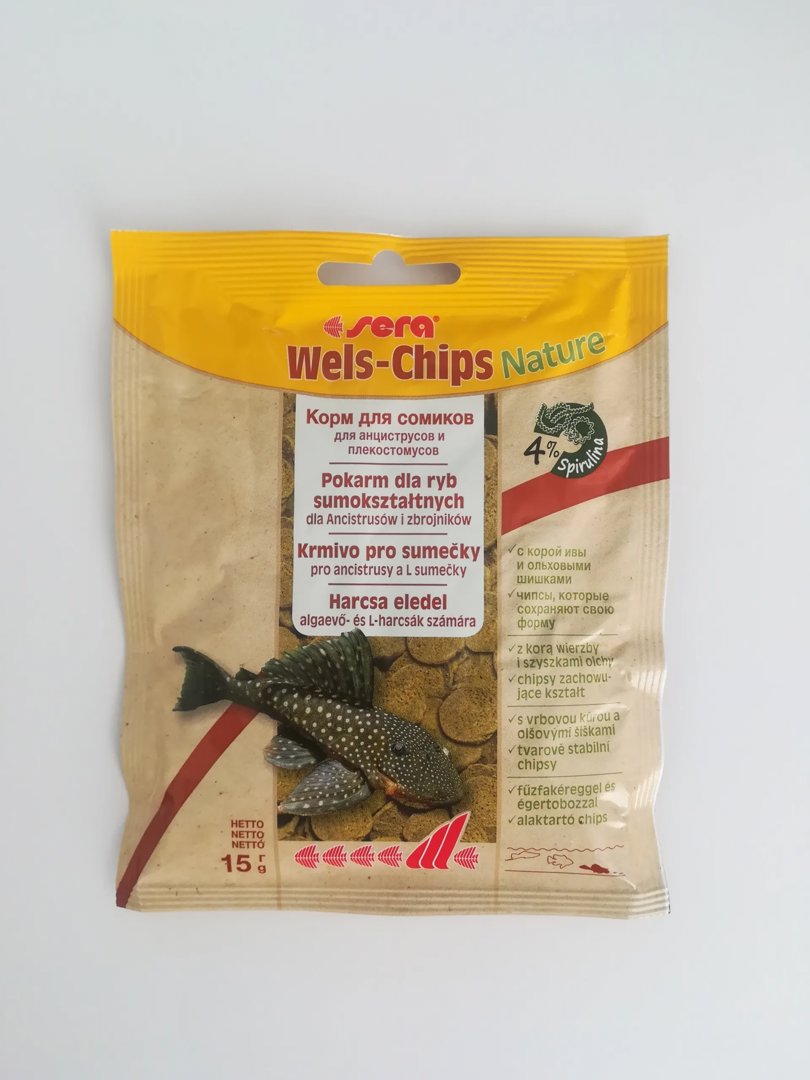 sera®
Wels-Chips Nature
Корм для сомиков
для анциструсов и
плекостомусов
Pokarm dla ryb
sumokształtnych
dla Ancistrusów i zbrojników
Krmivo pro sumečky
pro ancistrusy a L sumečky
Harcsa eledel
algaevő- és L-harcsák számára
4% Spirulina
✓с корой ивы
и ольховыми
шишками
✓чипсы, которые
сохраняют свою
форму
✓z korą wierzby
i szyszkami olchy
✓chipsy zachowu-
jące kształt
✓s vrbovou kůrou a
olšovými šiškami
✓tvarově stabilní
chipsy
✓fűzfakéreggel és
égertobozzal
✓alaktartó chips
НЕТТО
NETTO
NETTÓ
15 г
g